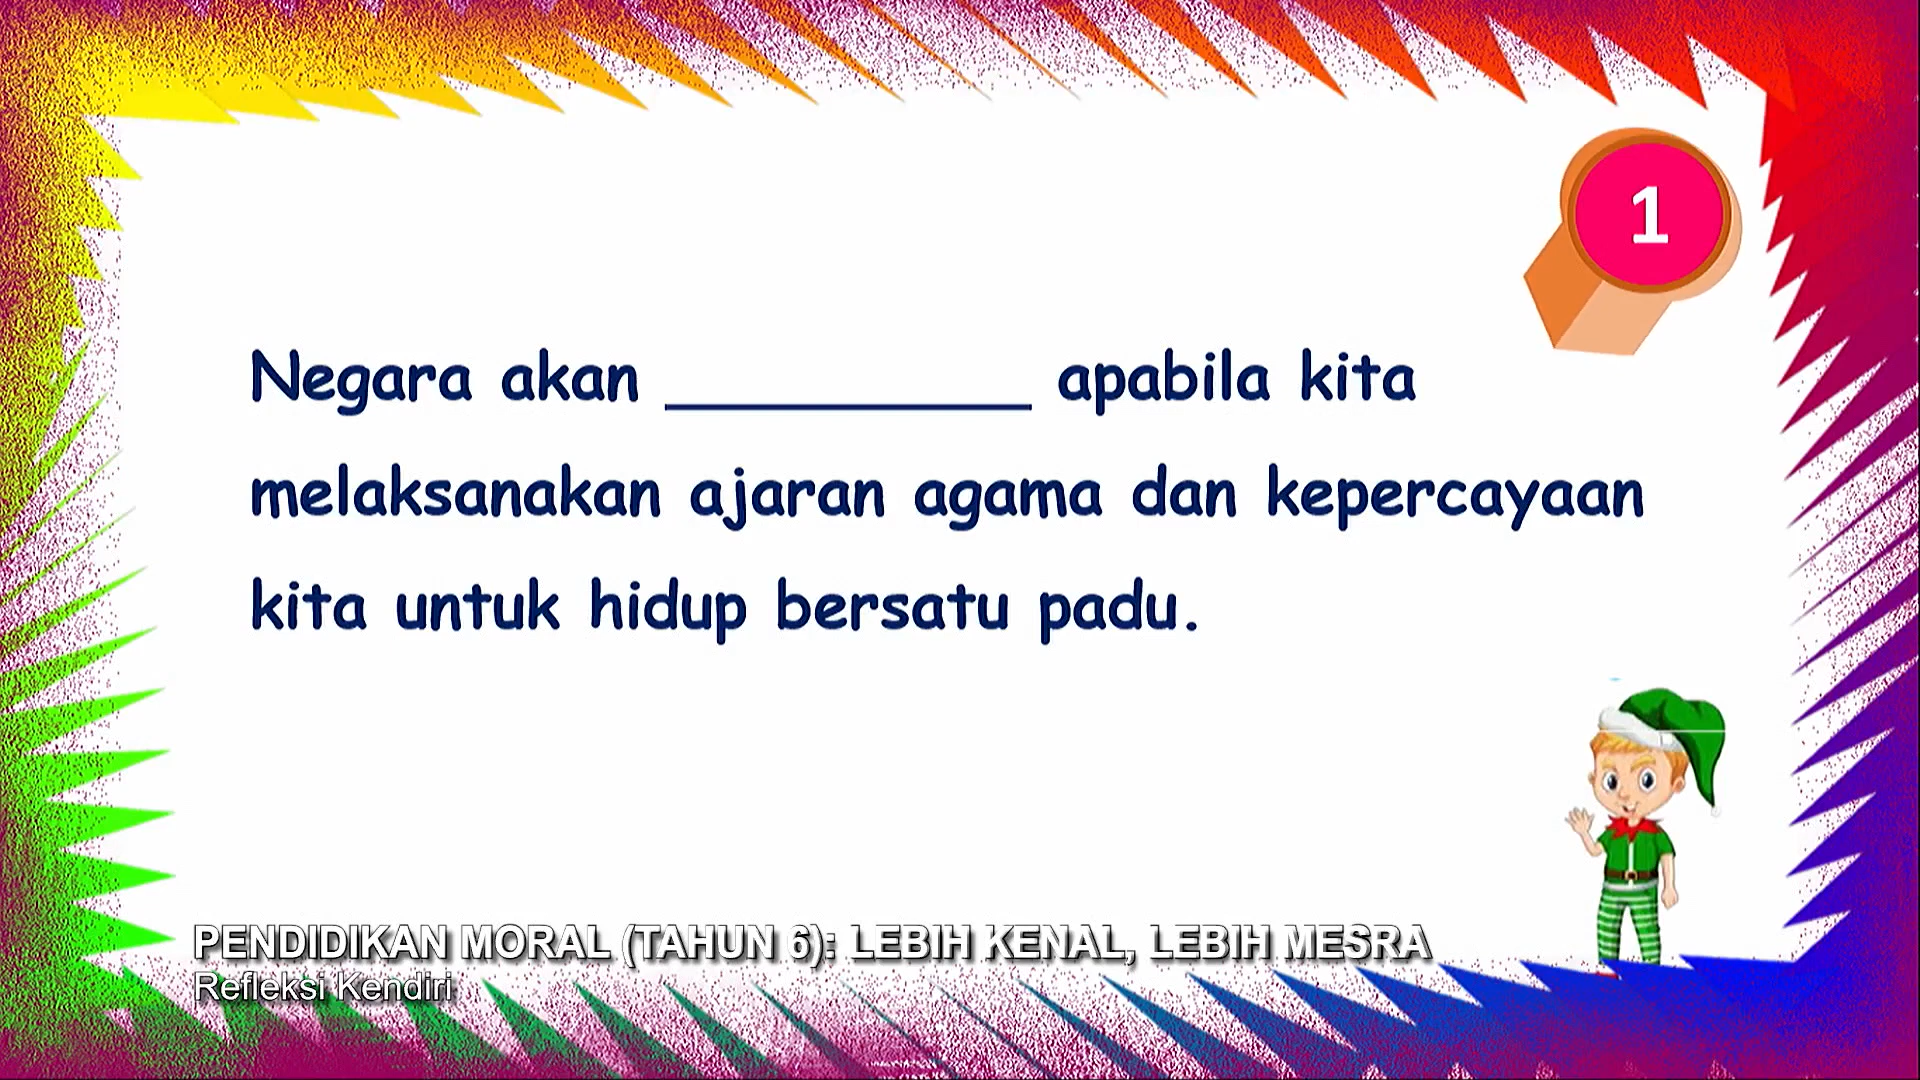 1
Negara akan __________ apabila kita
melaksanakan ajaran agama dan kepercayaan
kita untuk hidup bersatu padu.
PENDIDIKAN MORAL (TAHUN 6): LEBIH KENAL, LEBIH MESRA
Refleksi Kendiri